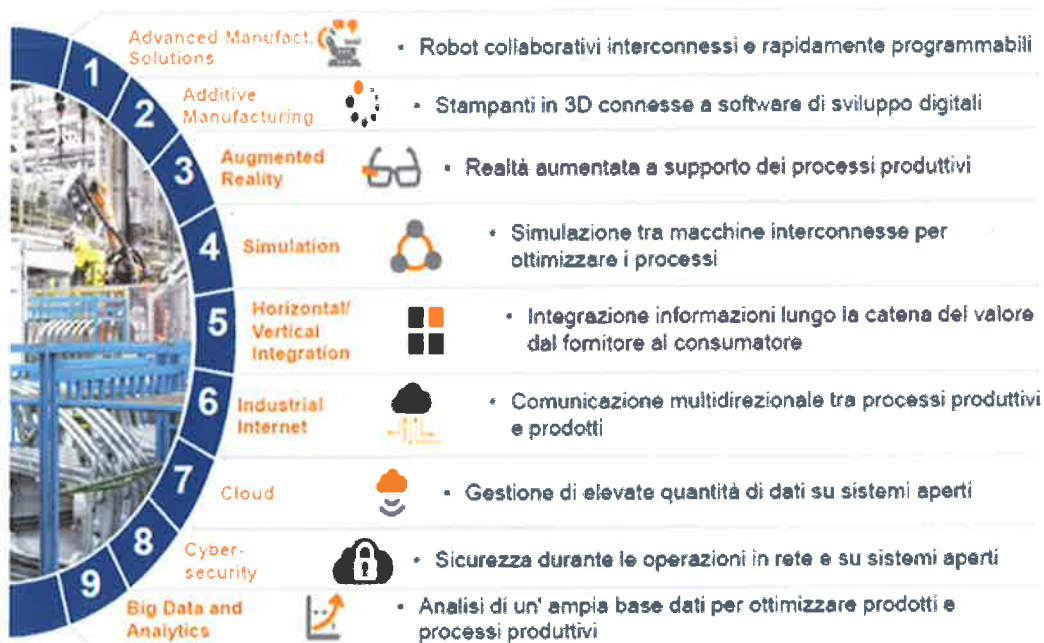 1
Advanced Manufact.
Solutions
• Robot collaborativi interconnessi e rapidamente programmabili
2
Additive
Manufacturing
• Stampanti in 3D connesse a software di sviluppo digitali
3
Augmented
Reality
• Realtà aumentata a supporto dei processi produttivi
4
Simulation
• Simulazione tra macchine interconnesse per
ottimizzare i processi
5
Horizontal/
Vertical
Integration
• Integrazione informazioni lungo la catena del valore
dal fornitore al consumatore
6
Industrial
Internet
• Comunicazione multidirezionale tra processi produttivi
e prodotti
7
Cloud
• Gestione di elevate quantità di dati su sistemi aperti
8
Cyber-
security
• Sicurezza durante le operazioni in rete e su sistemi aperti
9
Big Data and
Analytics
• Analisi di un' ampia base dati per ottimizzare prodotti e
processi produttivi